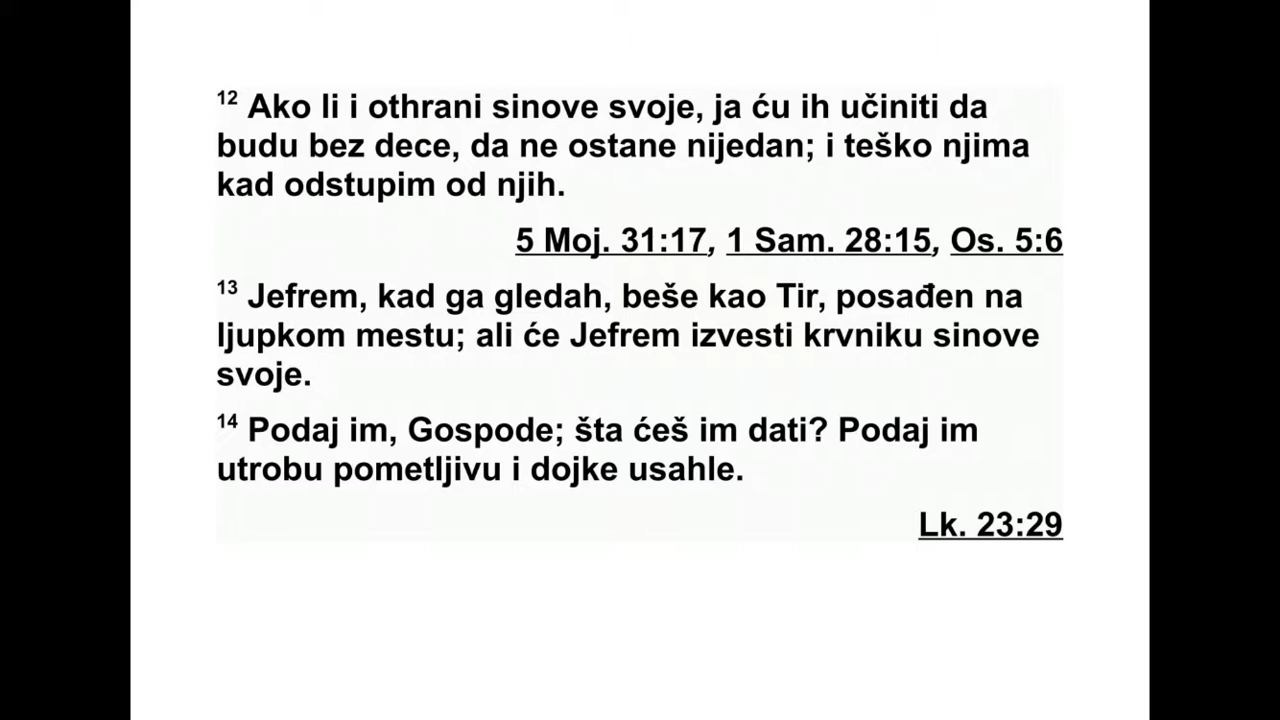 12 Ako li i othrani sinove svoje, ja ću ih učiniti da
budu bez dece, da ne ostane nijedan; i teško njima
kad odstupim od njih.
5 Moj. 31:17, 1 Sam. 28:15, Os. 5:6
13 Jefrem, kad ga gledah, beše kao Tir, posađen na
ljupkom mestu; ali će Jefrem izvesti krvniku sinove
svoje.
14 Podaj im, Gospode; šta ćeš im dati? Podaj im
utrobu pometljivu i dojke usahle.
Lk. 23:29